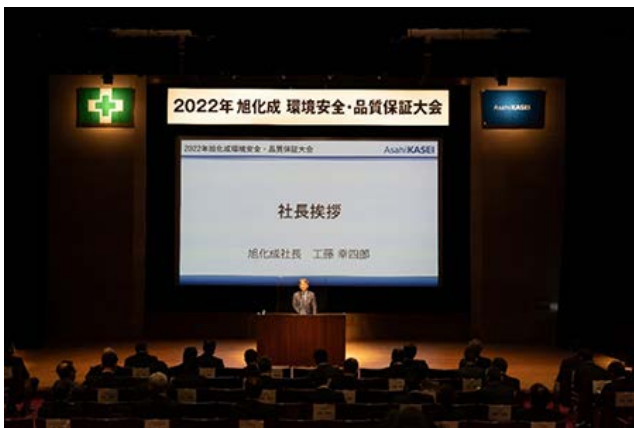 2022年 旭化成 環境安全・品質保証大会
AsahiKASEI
2022年旭化成環境安全・品質保証大会
AsahiKASEI
社長挨拶
旭化成社長 工藤 幸四郎